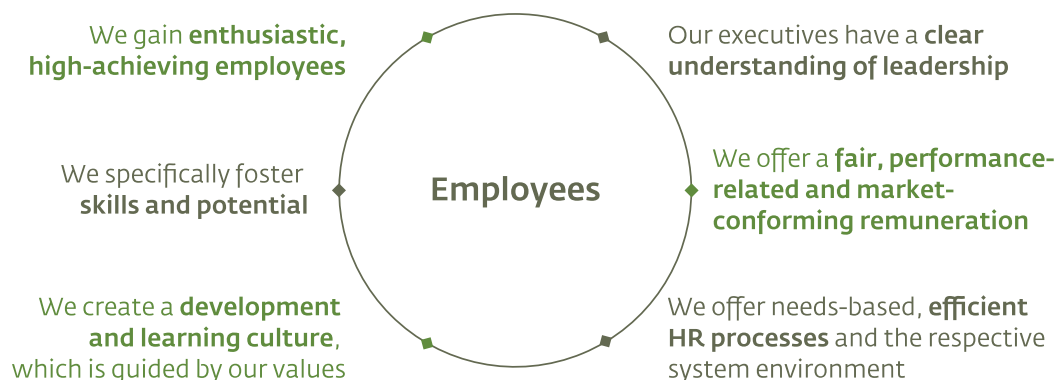 We gain enthusiastic,
high-achieving employees
We specifically foster
skills and potential
We create a development
and learning culture,
which is guided by our values
Employees
Our executives have a clear
understanding of leadership
We offer a fair, performance-
related and market-
conforming remuneration
We offer needs-based, efficient
HR processes and the respective
system environment